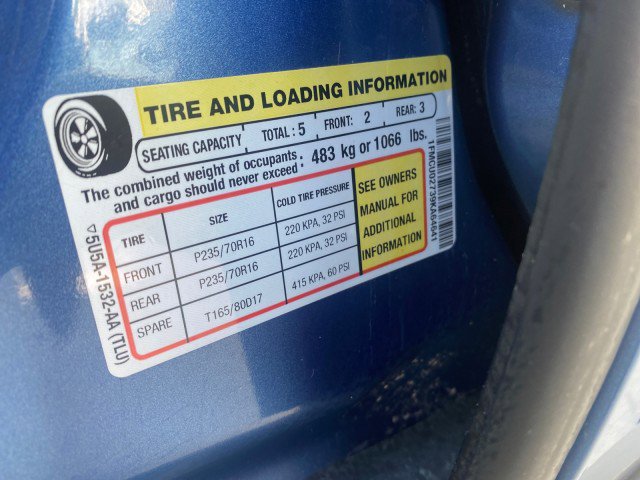 TIRE AND LOADING INFORMATION
SEATING CAPACITY TOTAL : 5 FRONT: 2 REAR: 3
The combined weight of occupants and cargo should never exceed : 483 kg or 1066 lbs.
TIRE SIZE COLD TIRE PRESSURE
FRONT P235/70R16 220 KPA, 32 PSI
REAR P235/70R16 220 KPA, 32 PSI
SPARE T165/80D17 415 KPA, 60 PSI
SEE OWNERS
MANUAL FOR
ADDITIONAL
INFORMATION
5U5A-1532-AA (TLU)